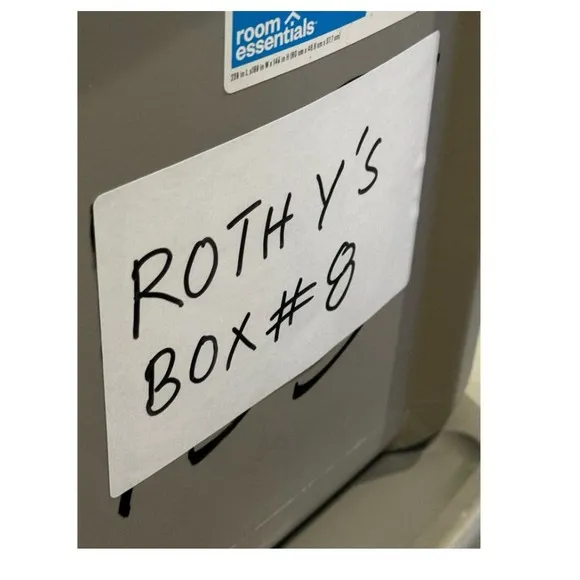 room
essentials
ROTHY'S
BOX #8